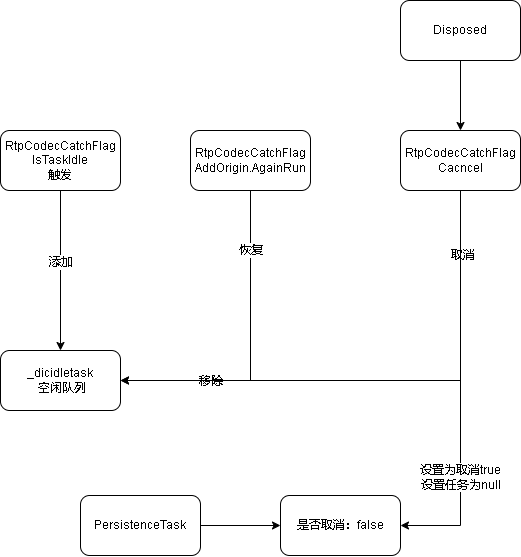 Disposed
RtpCodecCatchFlag
IsTaskIdle
触发
RtpCodecCatchFlag
AddOrigin.AgainRun
RtpCodecCatchFlag
Cacncel
添加
恢复
取消
_dicidletask
空闲队列
移除
设置为取消true
设置任务为null
PersistenceTask
是否取消：false